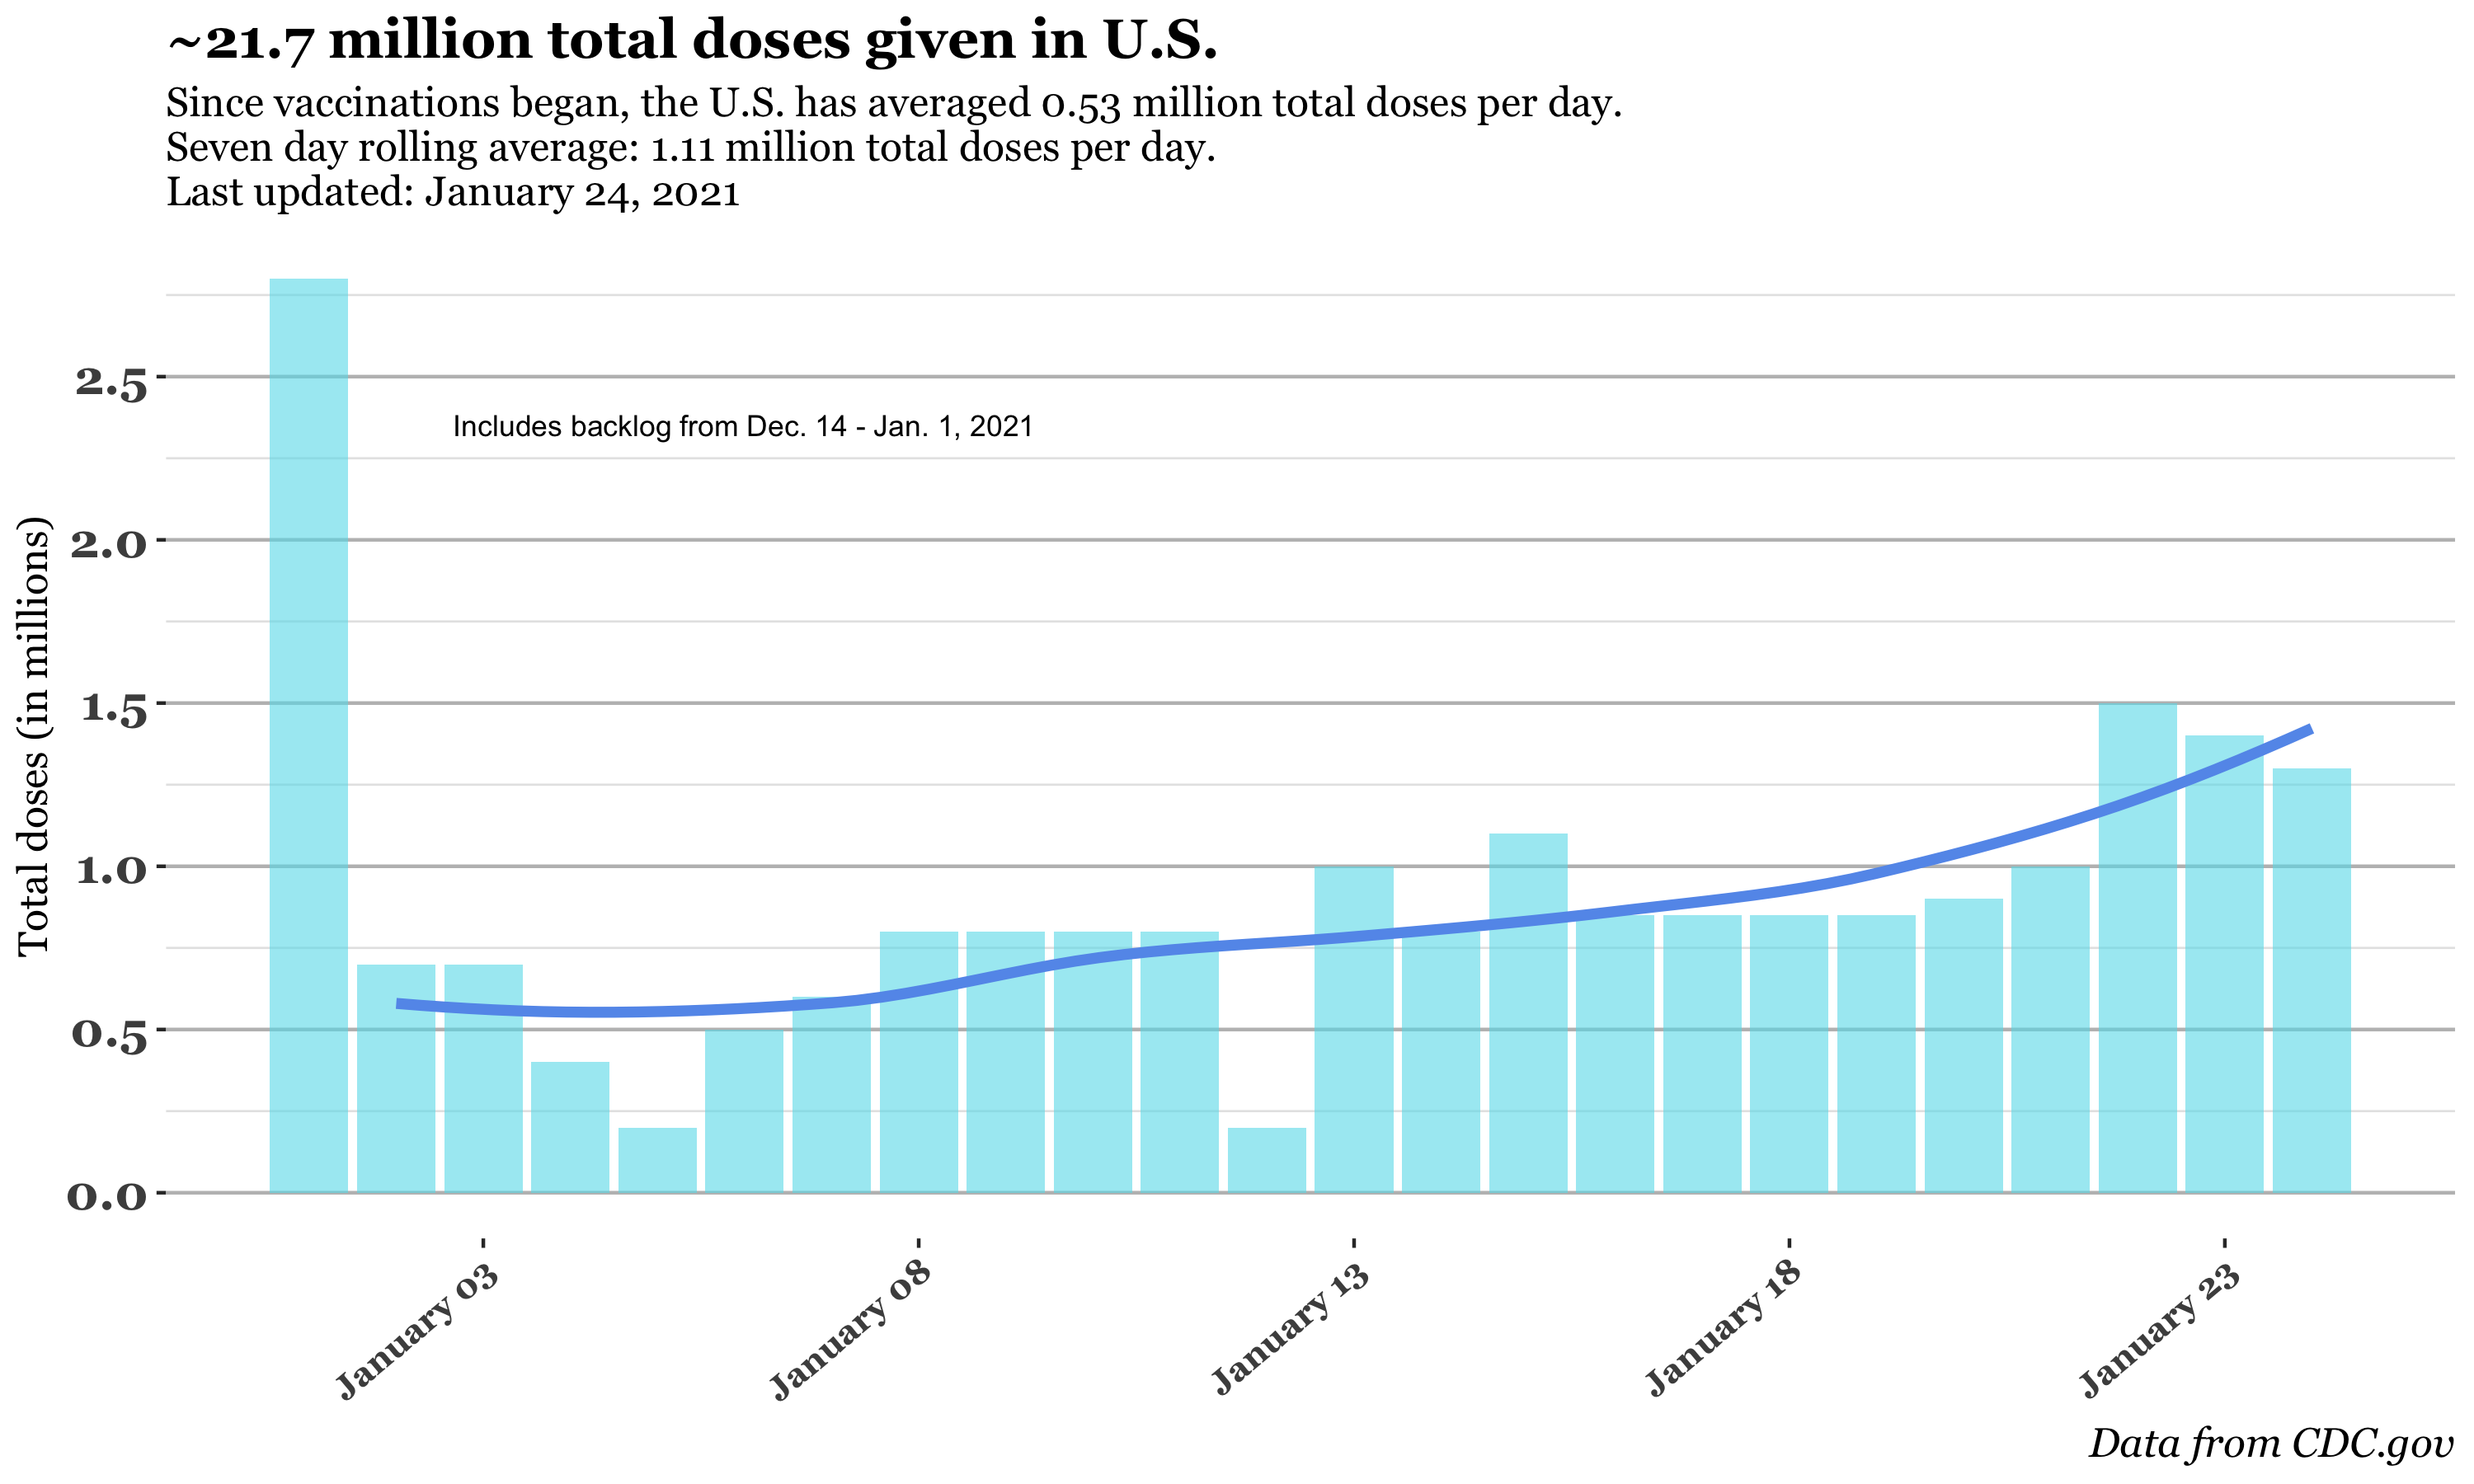 ~21.7 million total doses given in U.S.
Since vaccinations began, the U.S. has averaged 0.53 million total doses per day.
Seven day rolling average: 1.11 million total doses per day.
Last updated: January 24, 2021
Includes backlog from Dec. 14 - Jan. 1, 2021
Total doses (in millions)
2.5
2.0
1.5
1.0
0.5
0.0
January 03
January 08
January 13
January 18
January 23
Data from CDC.gov